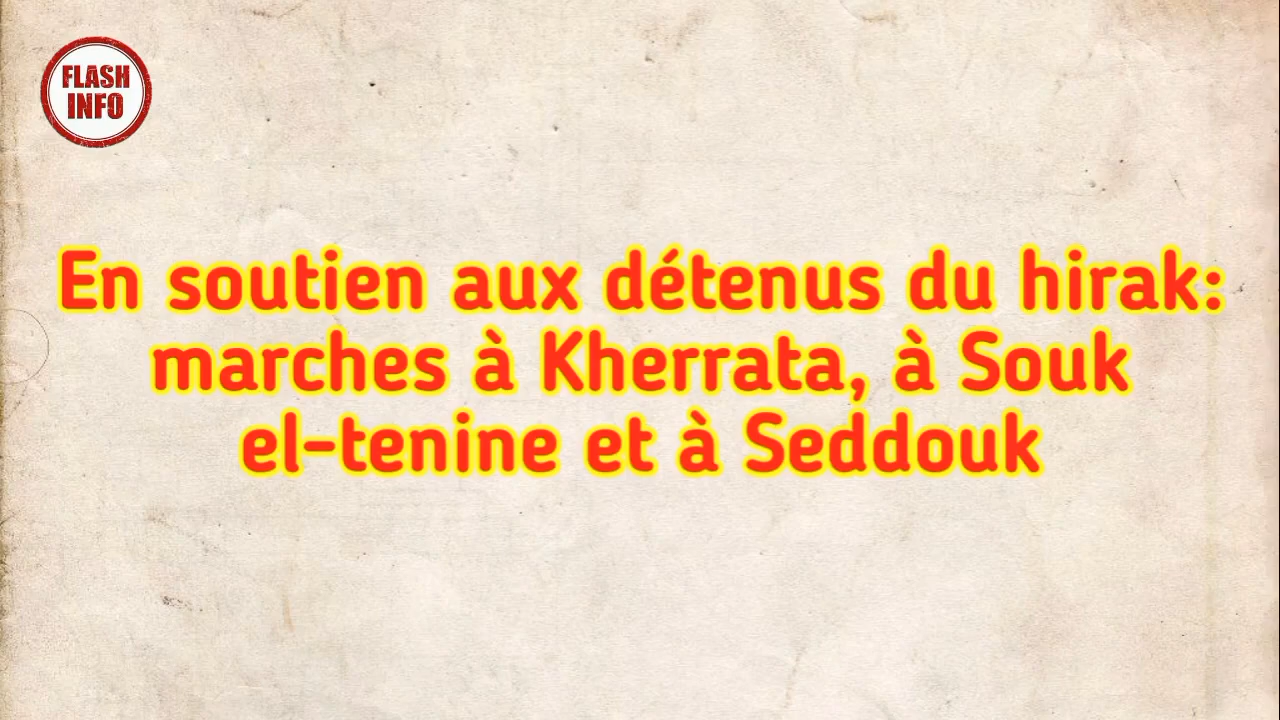 FLASH
INFO
En soutien aux détenus du hirak:
marches à Kherrata, à Souk
el-tenine et à Seddouk